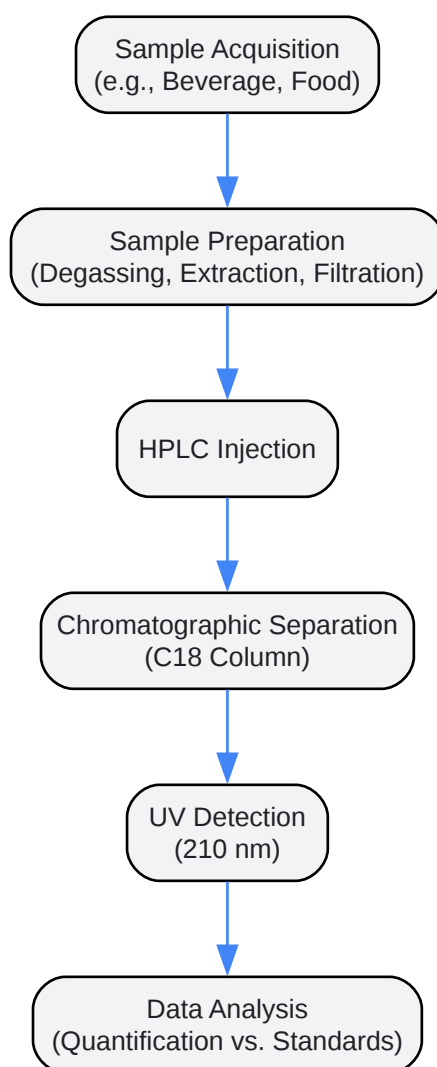 Sample Acquisition
(e.g., Beverage, Food)
Sample Preparation
(Degassing, Extraction, Filtration)
HPLC Injection
Chromatographic Separation
(C18 Column)
UV Detection
(210 nm)
Data Analysis
(Quantification vs. Standards)